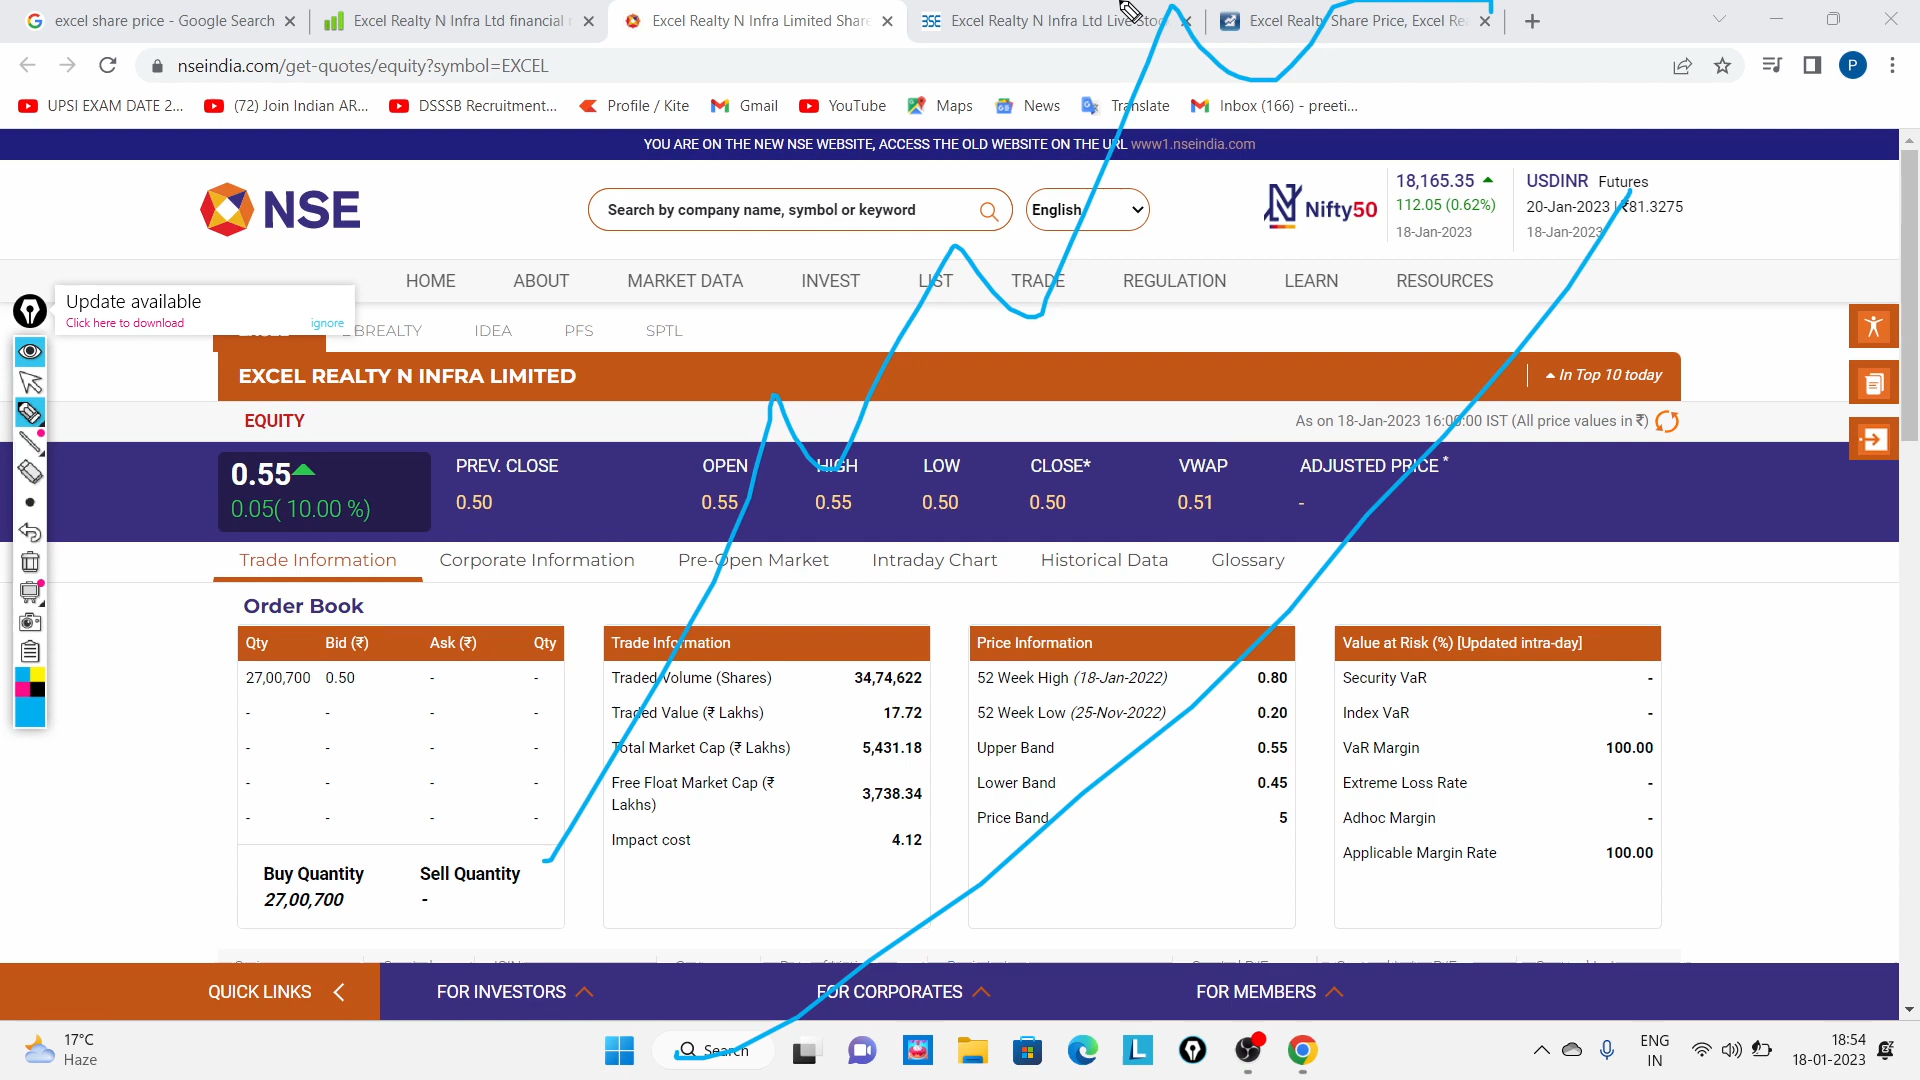 excel share price - Google Search
Excel Realty N Infra Ltd financial
Excel Realty N Infra Limited Share
BSE Excel Realty N Infra Ltd Live Stoc
Excel Realty Share Price, Excel Re
nseindia.com/get-quotes/equity?symbol=EXCEL
P
UPSI EXAM DATE 2...
(72) Join Indian AR...
DSSSB Recruitment...
Profile / Kite
Gmail
YouTube
Maps
News
Translate
Inbox (166) - preeti...
YOU ARE ON THE NEW NSE WEBSITE, ACCESS THE OLD WEBSITE ON THE URL www1.nseindia.com
NSE
Search by company name, symbol or keyword
English
Nifty50
18,165.35
112.05 (0.62%)
18-Jan-2023
USDINR Futures
20-Jan-2023 | ₹81.3275
18-Jan-2023
HOME ABOUT MARKET DATA INVEST LIST TRADE REGULATION LEARN RESOURCES
Update available
Click here to download ignore
BREALTY IDEA PFS SPTL
EXCEL REALTY N INFRA LIMITED
In Top 10 today
EQUITY
As on 18-Jan-2023 16:00:00 IST (All price values in ₹)
0.55
0.05( 10.00 %)
PREV. CLOSE OPEN HIGH LOW CLOSE* VWAP ADJUSTED PRICE *
0.50 0.55 0.55 0.50 0.50 0.51 -
Trade Information Corporate Information Pre-Open Market Intraday Chart Historical Data Glossary
Order Book
Qty Bid (₹) Ask (₹) Qty
27,00,700 0.50 - -
- - - -
- - - -
- - - -
- - - -
Buy Quantity Sell Quantity
27,00,700 -
Trade Information
Traded Volume (Shares) 34,74,622
Traded Value (₹ Lakhs) 17.72
Total Market Cap (₹ Lakhs) 5,431.18
Free Float Market Cap (₹
Lakhs) 3,738.34
Impact cost 4.12
Price Information
52 Week High (18-Jan-2022) 0.80
52 Week Low (25-Nov-2022) 0.20
Upper Band 0.55
Lower Band 0.45
Price Band 5
Value at Risk (%) [Updated intra-day]
Security VaR -
Index VaR -
VaR Margin 100.00
Extreme Loss Rate -
Adhoc Margin -
Applicable Margin Rate 100.00
QUICK LINKS FOR INVESTORS FOR CORPORATES FOR MEMBERS
17°C
Haze
Search
L
ENG
IN
18:54
18-01-2023